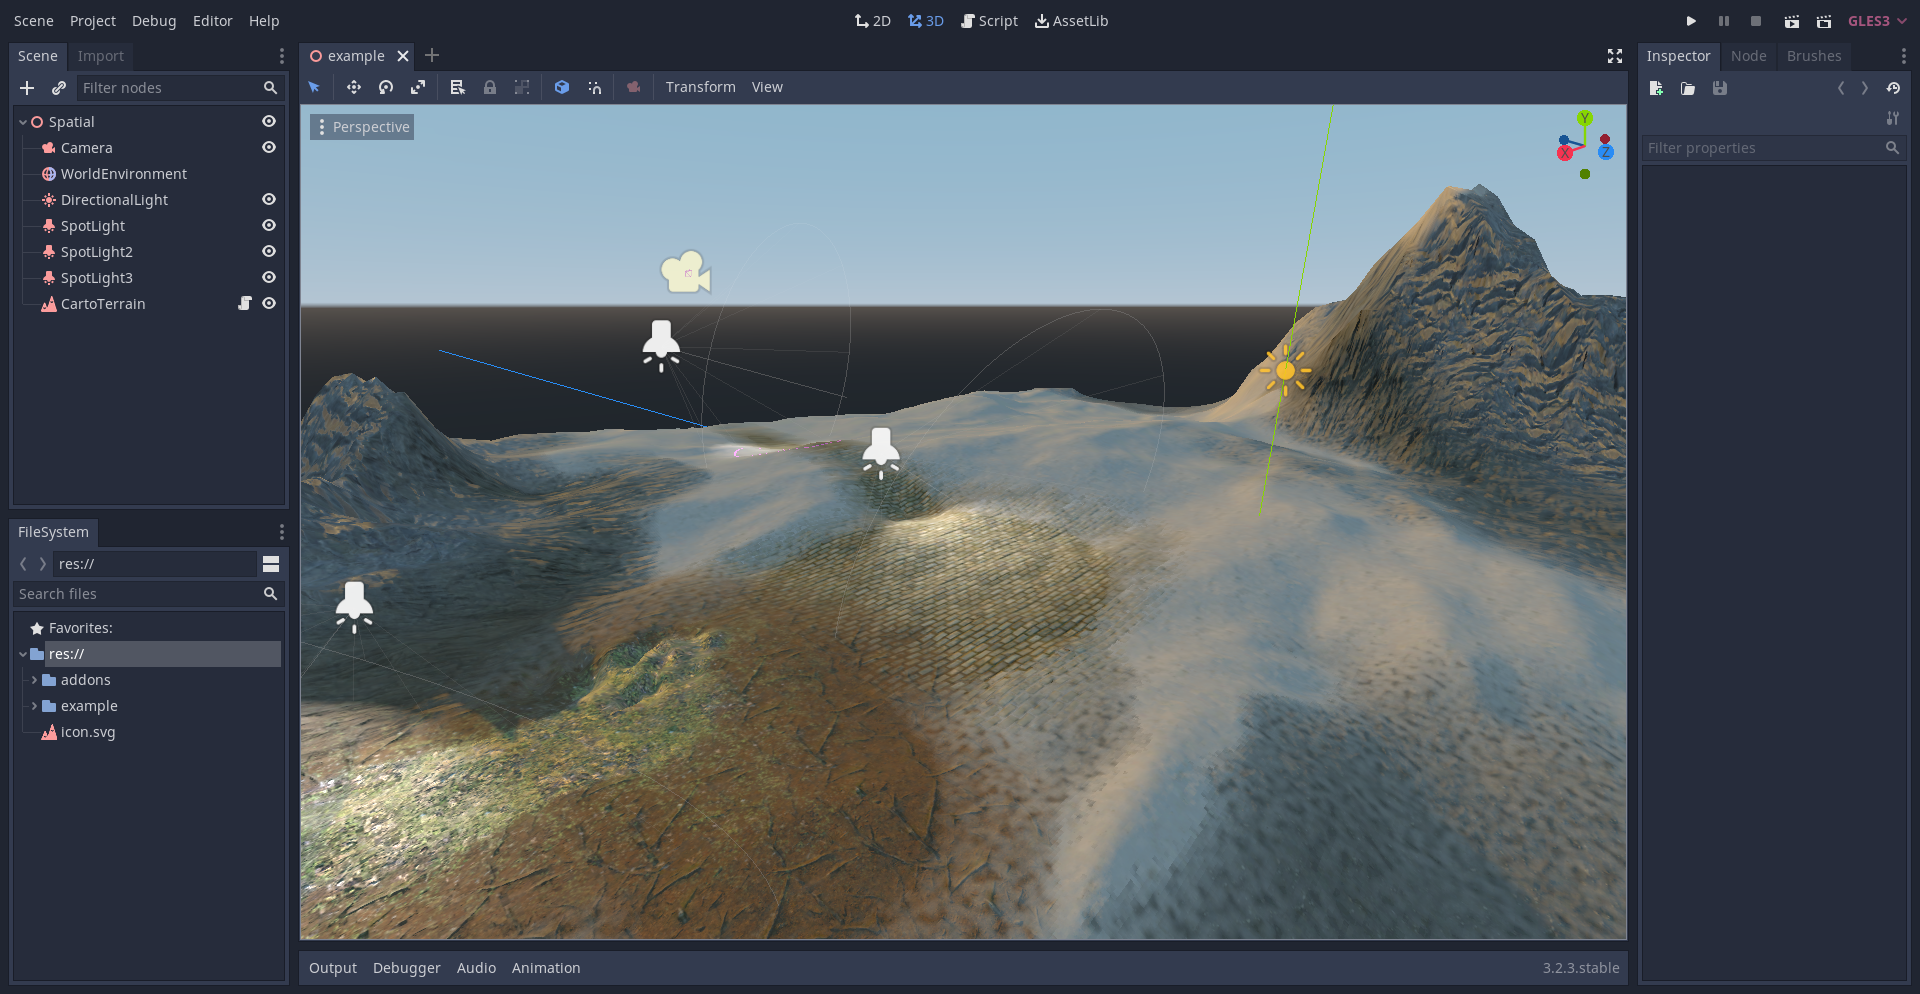 Scene Project Debug Editor Help 2D 3D Script AssetLib GLES3
Scene Import
Filter nodes
Spatial
Camera
WorldEnvironment
DirectionalLight
SpotLight
SpotLight2
SpotLight3
CartoTerrain
FileSystem
res://
Search files
Favorites:
res://
addons
example
icon.svg
example
Transform View
Perspective
Y
X Z
Output Debugger Audio Animation 3.2.3.stable
Inspector Node Brushes
Filter properties